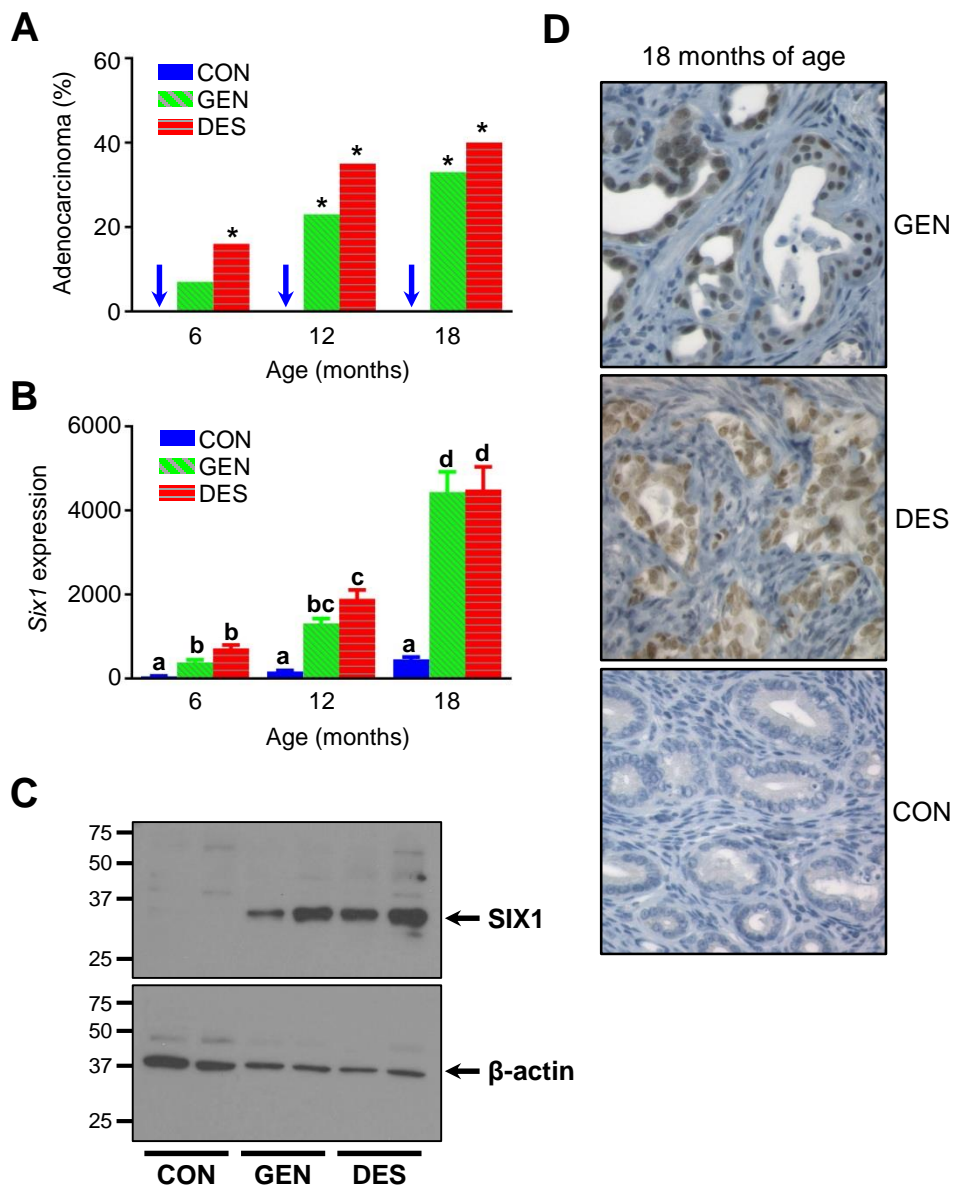 A
Adenocarcinoma (%)
60
40
20
0
CON
GEN
DES
*
*
*
*
*
6
12
18
Age (months)
B
Six1 expression
6000
4000
2000
0
CON
GEN
DES
a
b
b
a
bc
c
a
d
d
6
12
18
Age (months)
C
75
50
37
25
SIX1
75
50
37
25
β-actin
CON
GEN
DES
D
18 months of age
GEN
DES
CON